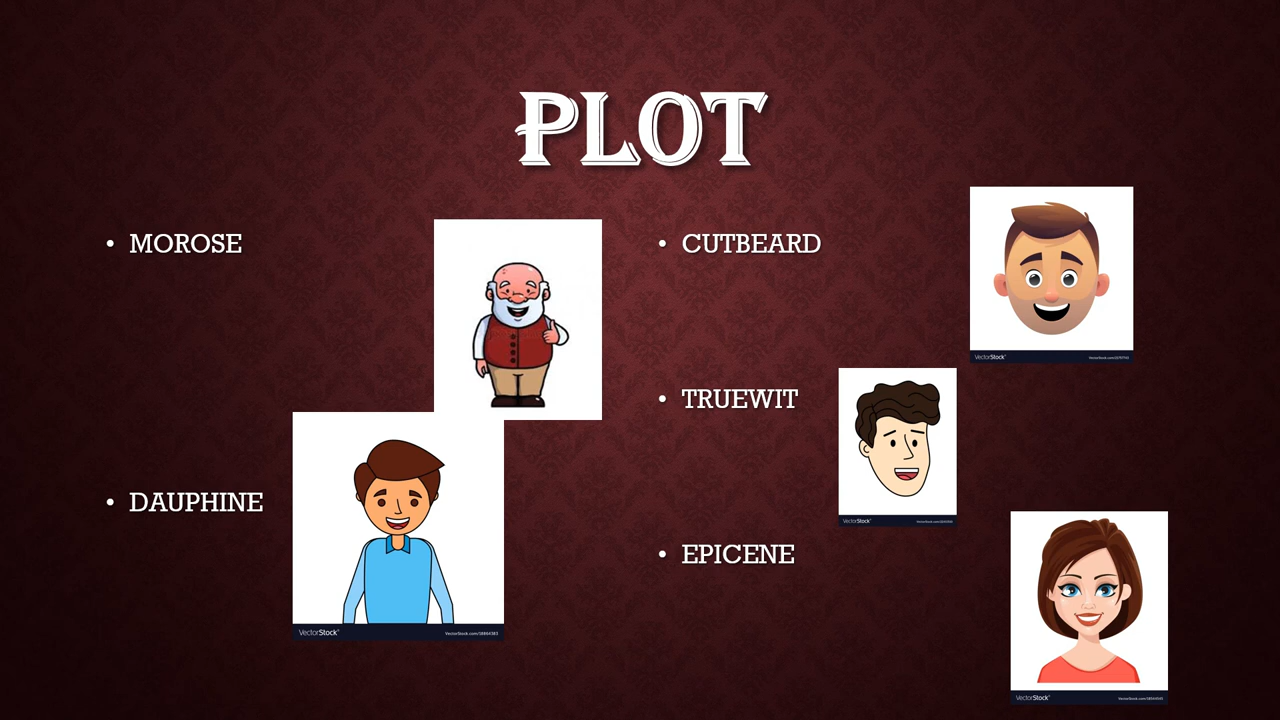 PLOT
• MOROSE
• DAUPHINE
• CUTBEARD
• TRUEWIT
• EPICENE
VectorStock®
VectorStock®
VectorStock®
VectorStock®